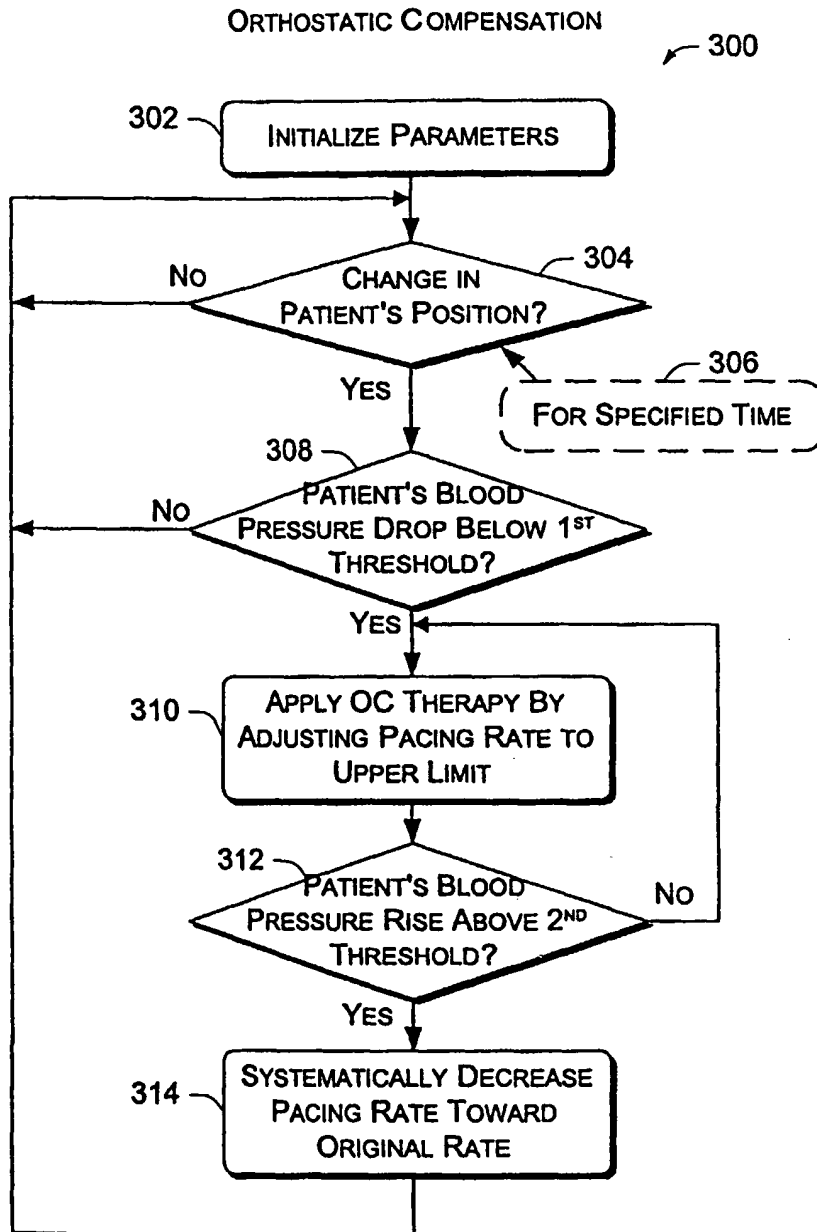 ORTHOSTATIC COMPENSATION
300
302
INITIALIZE PARAMETERS
304
NO
CHANGE IN
PATIENT'S POSITION?
306
YES
FOR SPECIFIED TIME
308
NO
PATIENT'S BLOOD
PRESSURE DROP BELOW 1ST
THRESHOLD?
YES
310
APPLY OC THERAPY BY
ADJUSTING PACING RATE TO
UPPER LIMIT
312
PATIENT'S BLOOD
NO
PRESSURE RISE ABOVE 2ND
THRESHOLD?
YES
314
SYSTEMATICALLY DECREASE
PACING RATE TOWARD
ORIGINAL RATE